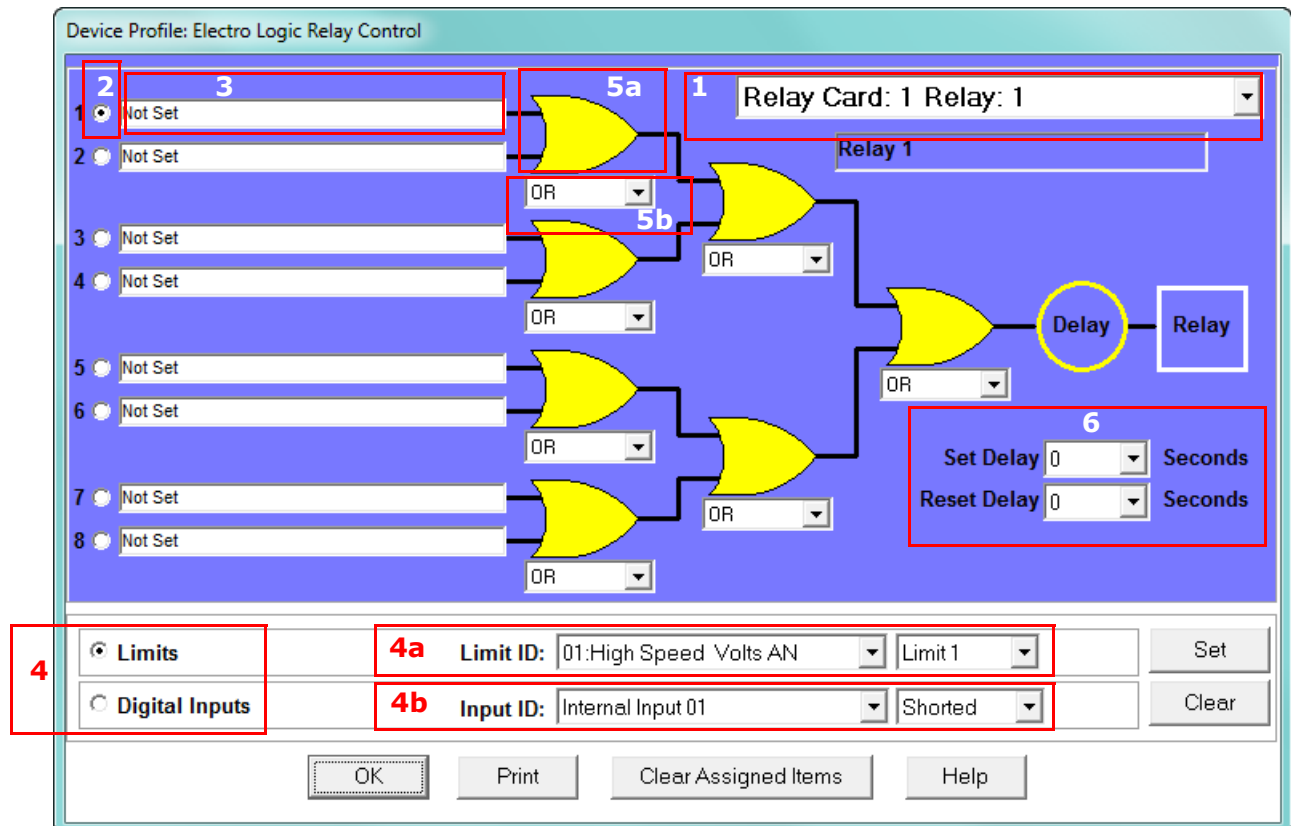 Device Profile: Electro Logic Relay Control
2 3 5a 1 Relay Card: 1 Relay: 1
1 Not Set
Relay 1
2 Not Set
OR
5b
3 Not Set
OR
4 Not Set
OR
Delay Relay
5 Not Set
OR
6 Not Set
6
OR
Set Delay 0 Seconds
Reset Delay 0 Seconds
7 Not Set
OR
8 Not Set
OR
4
Limits 4a Limit ID: 01:High Speed Volts AN Limit 1 Set
Digital Inputs 4b Input ID: Internal Input 01 Shorted Clear
OK Print Clear Assigned Items Help